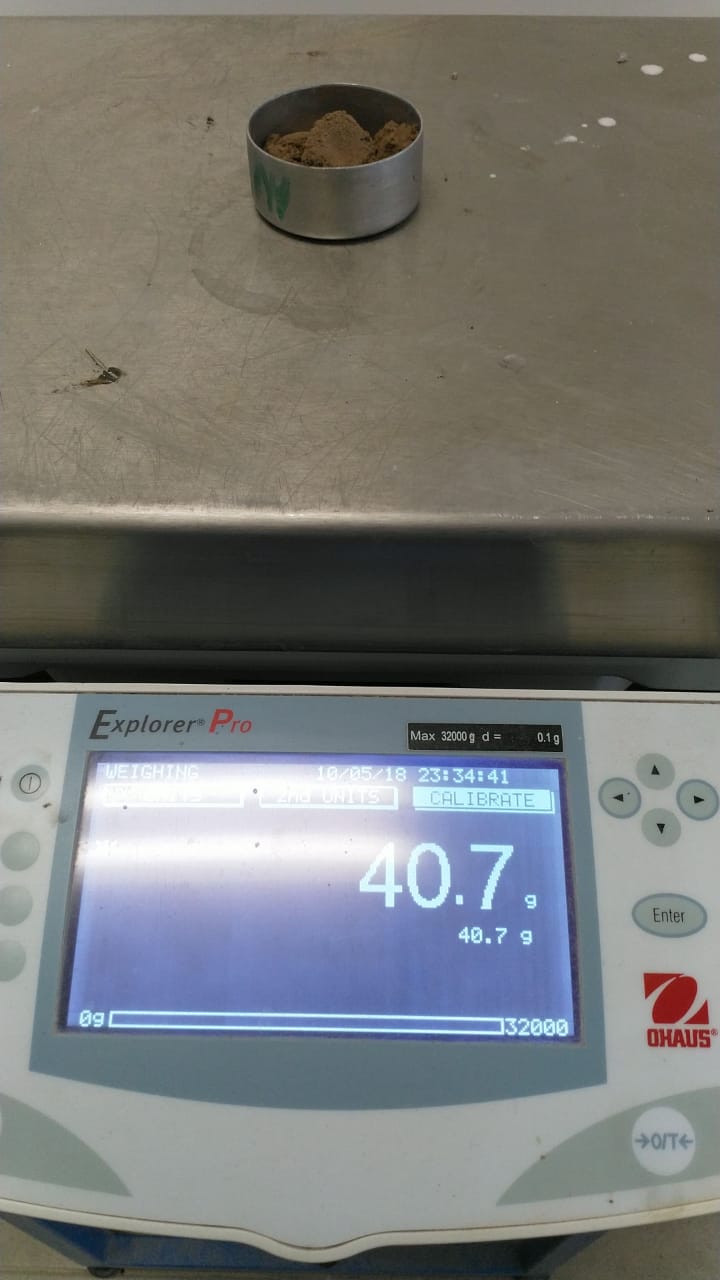 Explorer® Pro
Max 32000 g d = 0.1 g
WEIGHING 10/05/18 23:34:41
2nd UNITS CALIBRATE
40.7 g
40.7 g
0g 32000
Enter
OHAUS®
→O/T←